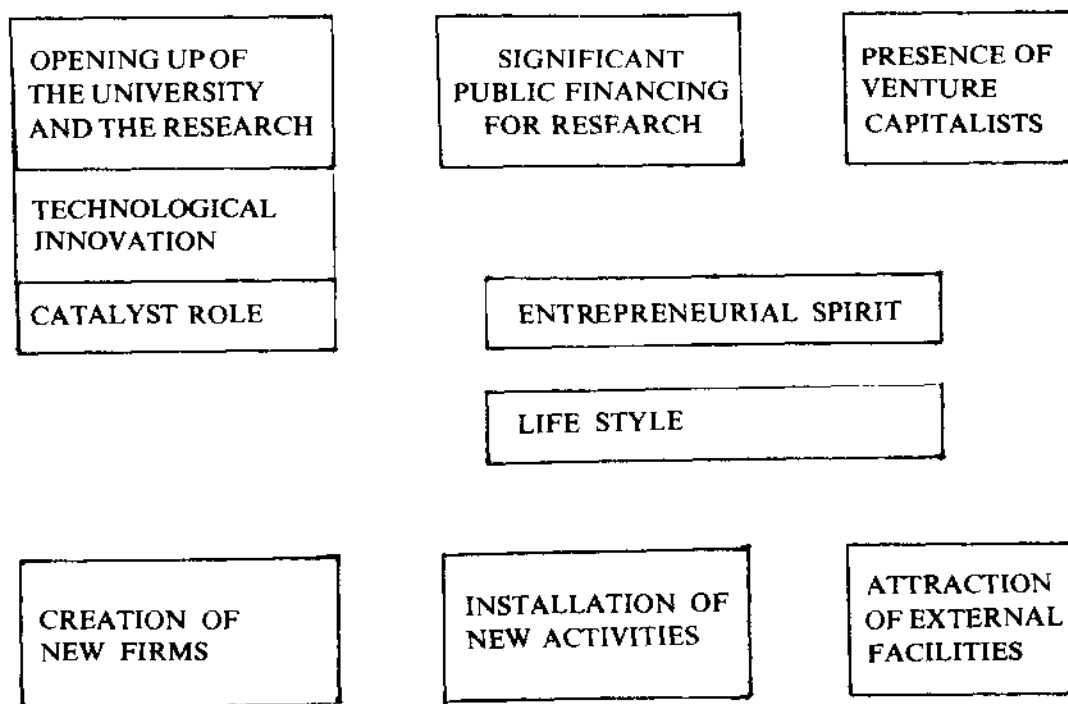 OPENING UP OF
THE UNIVERSITY
AND THE RESEARCH
SIGNIFICANT
PUBLIC FINANCING
FOR RESEARCH
PRESENCE OF
VENTURE
CAPITALISTS
TECHNOLOGICAL
INNOVATION
CATALYST ROLE
ENTREPRENEURIAL SPIRIT
LIFE STYLE
CREATION OF
NEW FIRMS
INSTALLATION OF
NEW ACTIVITIES
ATTRACTION
OF EXTERNAL
FACILITIES